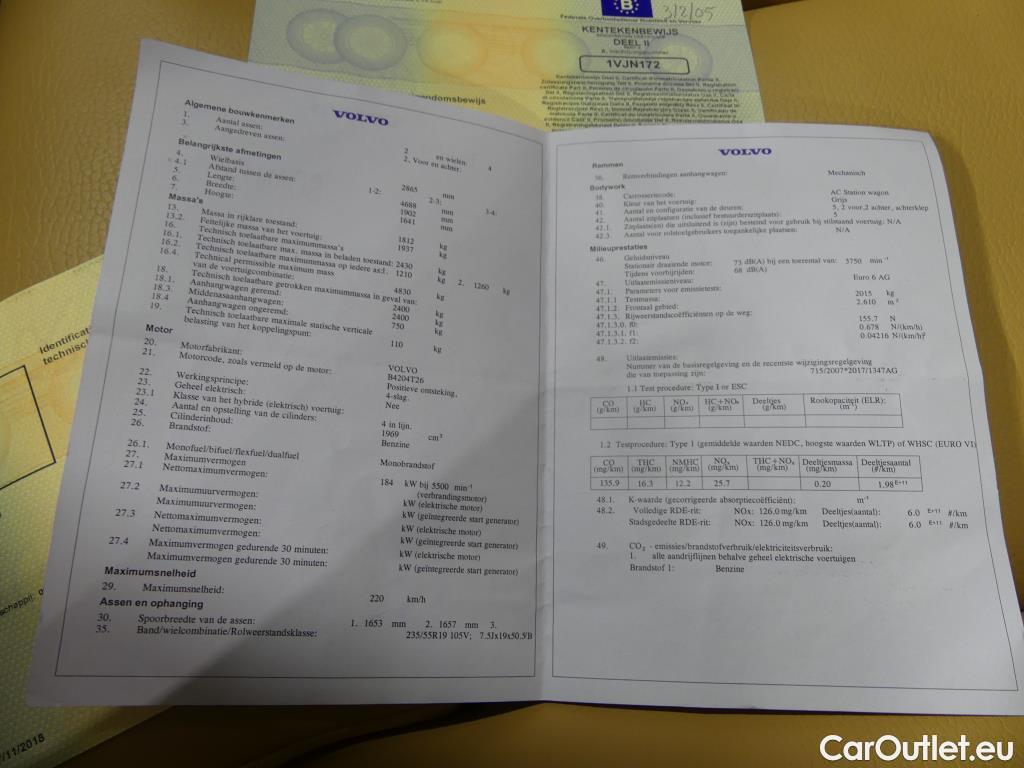 3/2/05
B
Federale Overheidsdienst Mobiliteit en Vervoer
KENTEKENBEWIJS
DEEL II
1VJN172
Identificat
technisch
/11/2018
VOLVO
Algemene bouwkenmerken
1. Aantal assen: 2 en wielen: 4
3. Aangedreven assen: 2, Voor en achter:
Belangrijkste afmetingen
4. Wielbasis 2865 mm
4.1 Afstand tussen de assen: 1-2: 2-3: 3-4:
5. Lengte: 4688 mm
6. Breedte: 1902 mm
7. Hoogte: 1641 mm
Massa's
13. Massa in rijklare toestand: 1812 kg
13.2. Feitelijke massa van het voertuig: 1937 kg
16. Technisch toelaatbare maximummassa's
16.1. Technisch toelaatbare max. massa in beladen toestand: 2430 kg
16.2. Technisch toelaatbare maximummassa op iedere as:1. 1210 kg 2. 1260 kg
16.4. Technical permissible maximum mass
van de voertuigcombinatie: 4830 kg
18. Technisch toelaatbare getrokken maximummassa in geval van:
18.1. Aanhangwagen geremd: 2400 kg
18.3. Middenasaanhangwagen: 2400 kg
18.4 Aanhangwagen ongeremd: 750 kg
19. Technisch toelaatbare maximale statische verticale
belasting van het koppelingspunt: 110 kg
Motor
20. Motorfabrikant: VOLVO
21. Motorcode, zoals vermeld op de motor: B4204T26
22. Werkingsprincipe: Positieve ontsteking,
4-slag.
23. Geheel elektrisch: Nee
23.1 Klasse van het hybride (elektrisch) voertuig:
24. Aantal en opstelling van de cilinders: 4 in lijn.
25. Cilinderinhoud: 1969 cm³
26. Brandstof: Benzine
26.1. Monofuel/bifuel/flexfuel/dualfuel Monobrandstof
27. Maximumvermogen
27.1 Nettomaximumvermogen: 184 kW bij 5500 min⁻¹
(verbrandingsmotor)
27.2 Maximumuurvermogen: kW (elektrische motor)
Maximumuurvermogen: kW (geïntegreerde start generator)
27.3 Nettomaximumvermogen: kW (elektrische motor)
Nettomaximumvermogen: kW (geïntegreerde start generator)
27.4 Maximumvermogen gedurende 30 minuten: kW (elektrische motor)
Maximumvermogen gedurende 30 minuten: kW (geïntegreerde start generator)
Maximumsnelheid
29. Maximumsnelheid: 220 km/h
Assen en ophanging
30. Spoorbreedte van de assen: 1. 1653 mm 2. 1657 mm 3.
35. Band/wielcombinatie/Rolweerstandsklasse: 235/55R19 105V; 7.5Jx19x50.5'B
VOLVO
Remmen
36. Remverbindingen aanhangwagen: Mechanisch
Bodywork
38. Carrosseriecode: AC Station wagon
40. Kleur van het voertuig: Grijs
41. Aantal en configuratie van de deuren: 5, 2 voor,2 achter, achterklep
42. Aantal zitplaatsen (inclusief bestuurderszitplaats): 5
42.1. Zitplaats(en) die uitsluitend is (zijn) bestemd voor gebruik bij stilstaand voertuig: N/A
42.3. Aantal voor rolstoelgebruikers toegankelijke plaatsen: N/A
Milieuprestaties
46. Geluidsniveau
Stationair draaiende motor: 73 dB(A) bij een toerental van: 3750 min⁻¹
Tijdens voorbijrijden: 68 dB(A)
47. Uitlaatemissieniveau: Euro 6 AG
47.1. Parameters voor emissietests:
47.1.1 Testmassa: 2015 kg
47.1.2. Frontaal gebied: 2.610 m²
47.1.3. Rijweerstandscoëfficiënten op de weg:
47.1.3.0. f0: 155.7 N
47.1.3.1. f1: 0.678 N/(km/h)
47.1.3.2. f2: 0.04216 N/(km/h)²
48. Uitlaatemissies:
Nummer van de basisregelgeving en de recentste wijzigingsregelgeving
die van toepassing zijn: 715/2007*2017/1347AG
1.1 Test procedure: Type I or ESC
CO (g/km) HC (g/km) NOₓ (g/km) HC+NOₓ (g/km) Deeltjes (g/km) Rookopaciteit (ELR): (m⁻¹)
1.2 Testprocedure: Type 1 (gemiddelde waarden NEDC, hoogste waarden WLTP) of WHSC (EURO VI)
CO (mg/km) THC (mg/km) NMHC (mg/km) NOₓ (mg/km) THC+NOₓ (mg/km) Deeltjesmassa (mg/km) Deeltjesaantal (#/km)
135.9 16.3 12.2 25.7 0.20 1.98 E+11
48.1. K-waarde (gecorrigeerde absorptiecoëfficiënt): m⁻¹
48.2. Volledige RDE-rit: NOx: 126.0 mg/km Deeltjes(aantal): 6.0 E+11 #/km
Stadsgedeelte RDE-rit: NOx: 126.0 mg/km Deeltjes(aantal): 6.0 E+11 #/km
49. CO₂ - emissies/brandstofverbruik/elektriciteitsverbruik:
1. alle aandrijflijnen behalve geheel elektrische voertuigen
Brandstof 1: Benzine
CarOutlet.eu